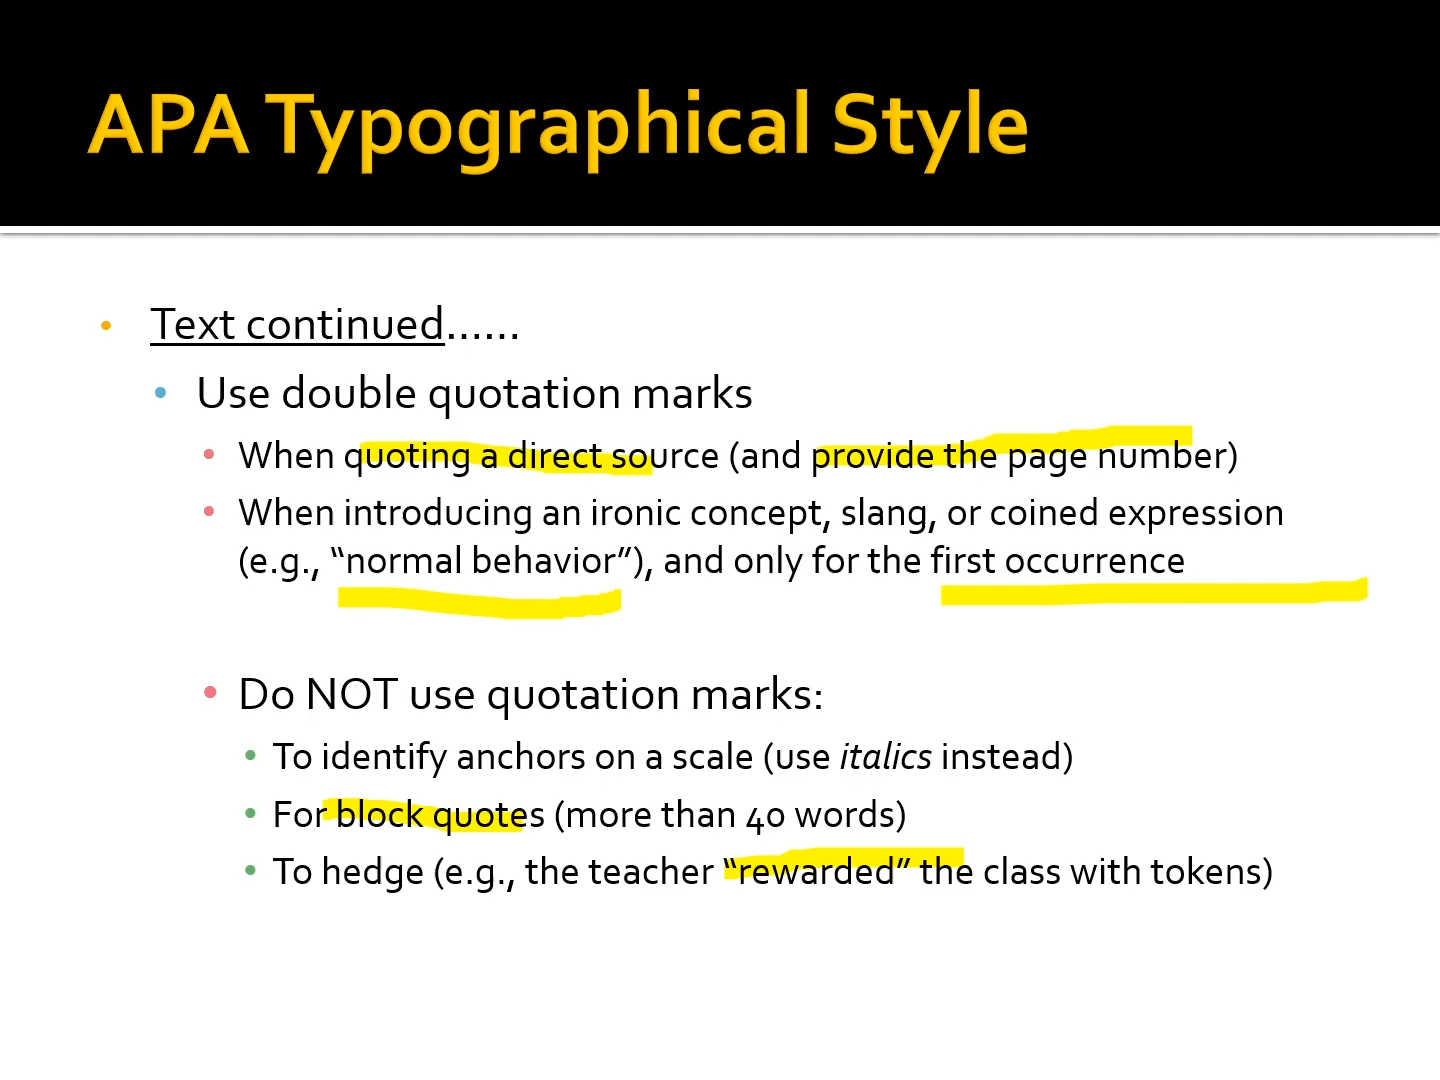 APA Typographical Style
• Text continued......
• Use double quotation marks
• When quoting a direct source (and provide the page number)
• When introducing an ironic concept, slang, or coined expression
(e.g., “normal behavior”), and only for the first occurrence
• Do NOT use quotation marks:
• To identify anchors on a scale (use italics instead)
• For block quotes (more than 40 words)
• To hedge (e.g., the teacher “rewarded” the class with tokens)